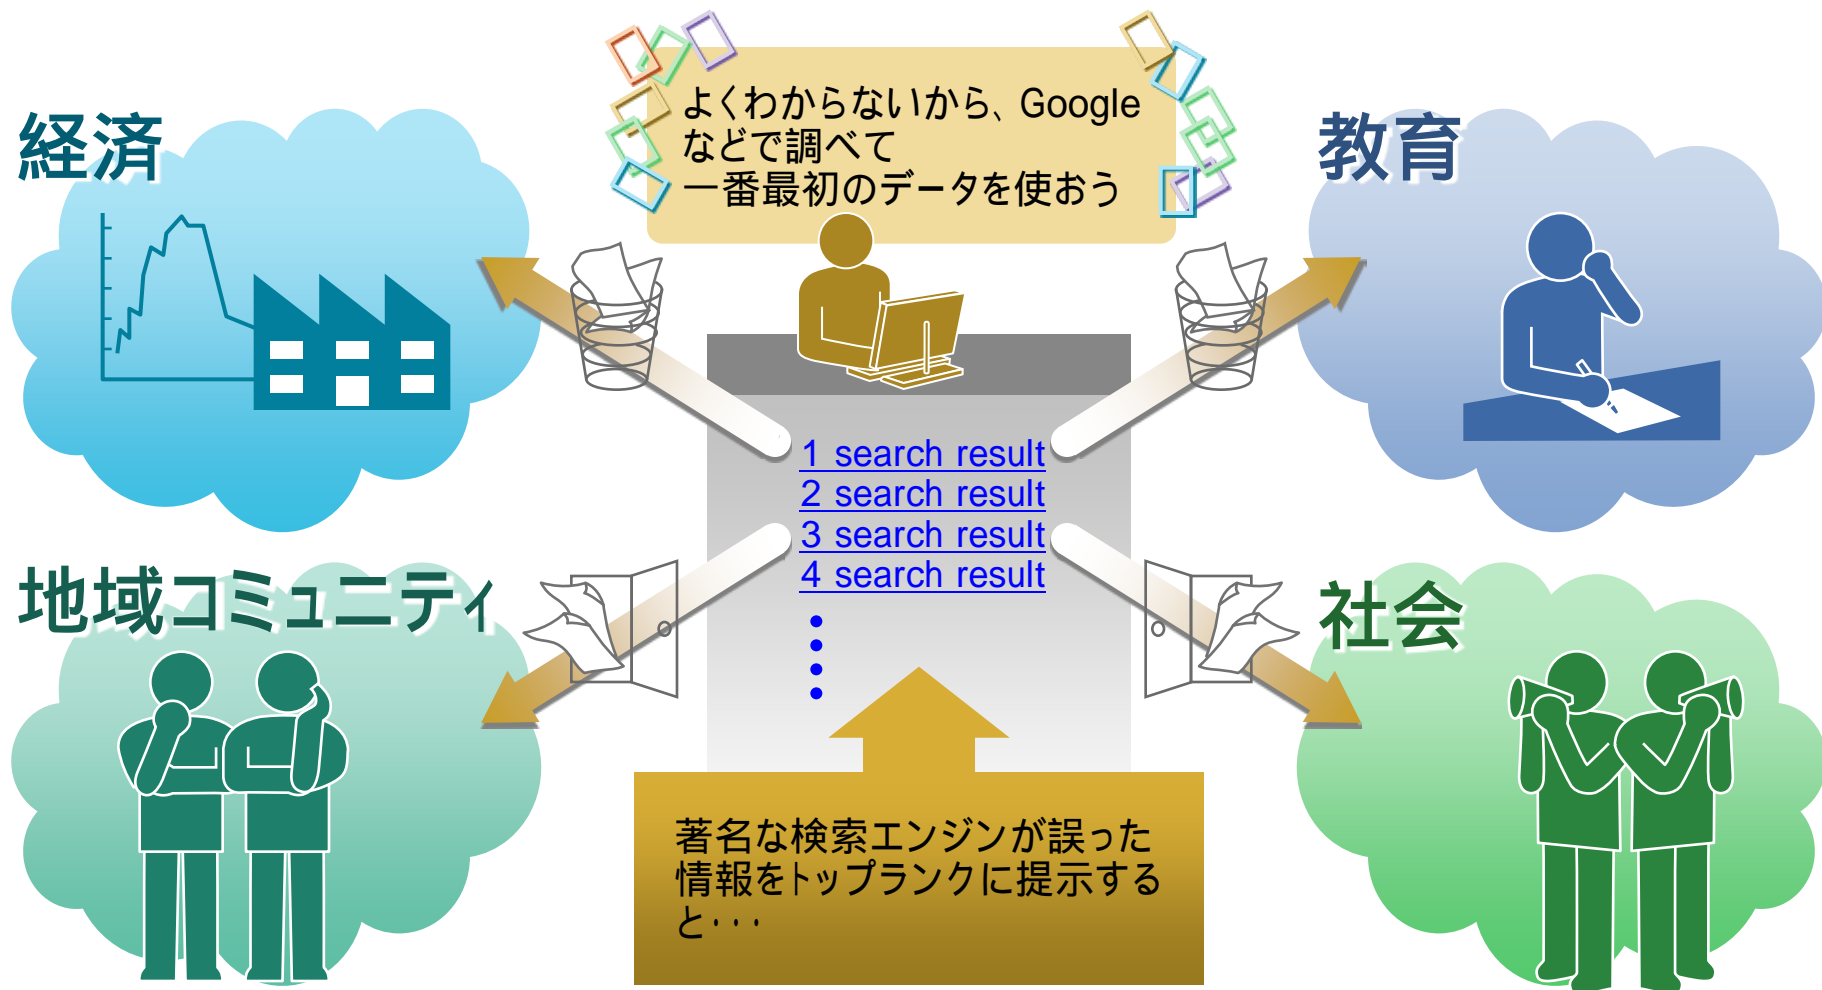 よくわからないから、Google
などで調べて
一番最初のデータを使おう
経済
教育
1 search result
2 search result
3 search result
4 search result
地域コミュニティ
社会
著名な検索エンジンが誤った
情報をトップランクに提示する
と・・・